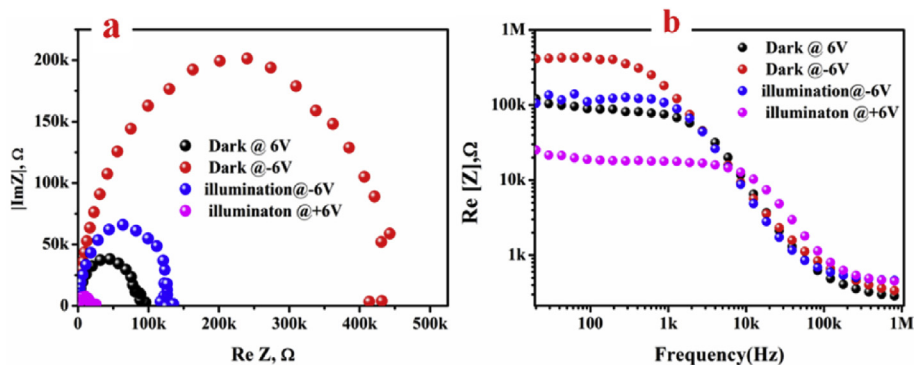 a
|ImZ|, Ω
200k
150k
100k
50k
0
Dark @ 6V
Dark @-6V
illumination@-6V
illuminaton @+6V
0 100k 200k 300k 400k 500k
Re Z, Ω
b
Re [Z],Ω
1M
100k
10k
1k
Dark @ 6V
Dark @-6V
illumination@-6V
illuminaton @+6V
100 1k 10k 100k 1M
Frequency(Hz)